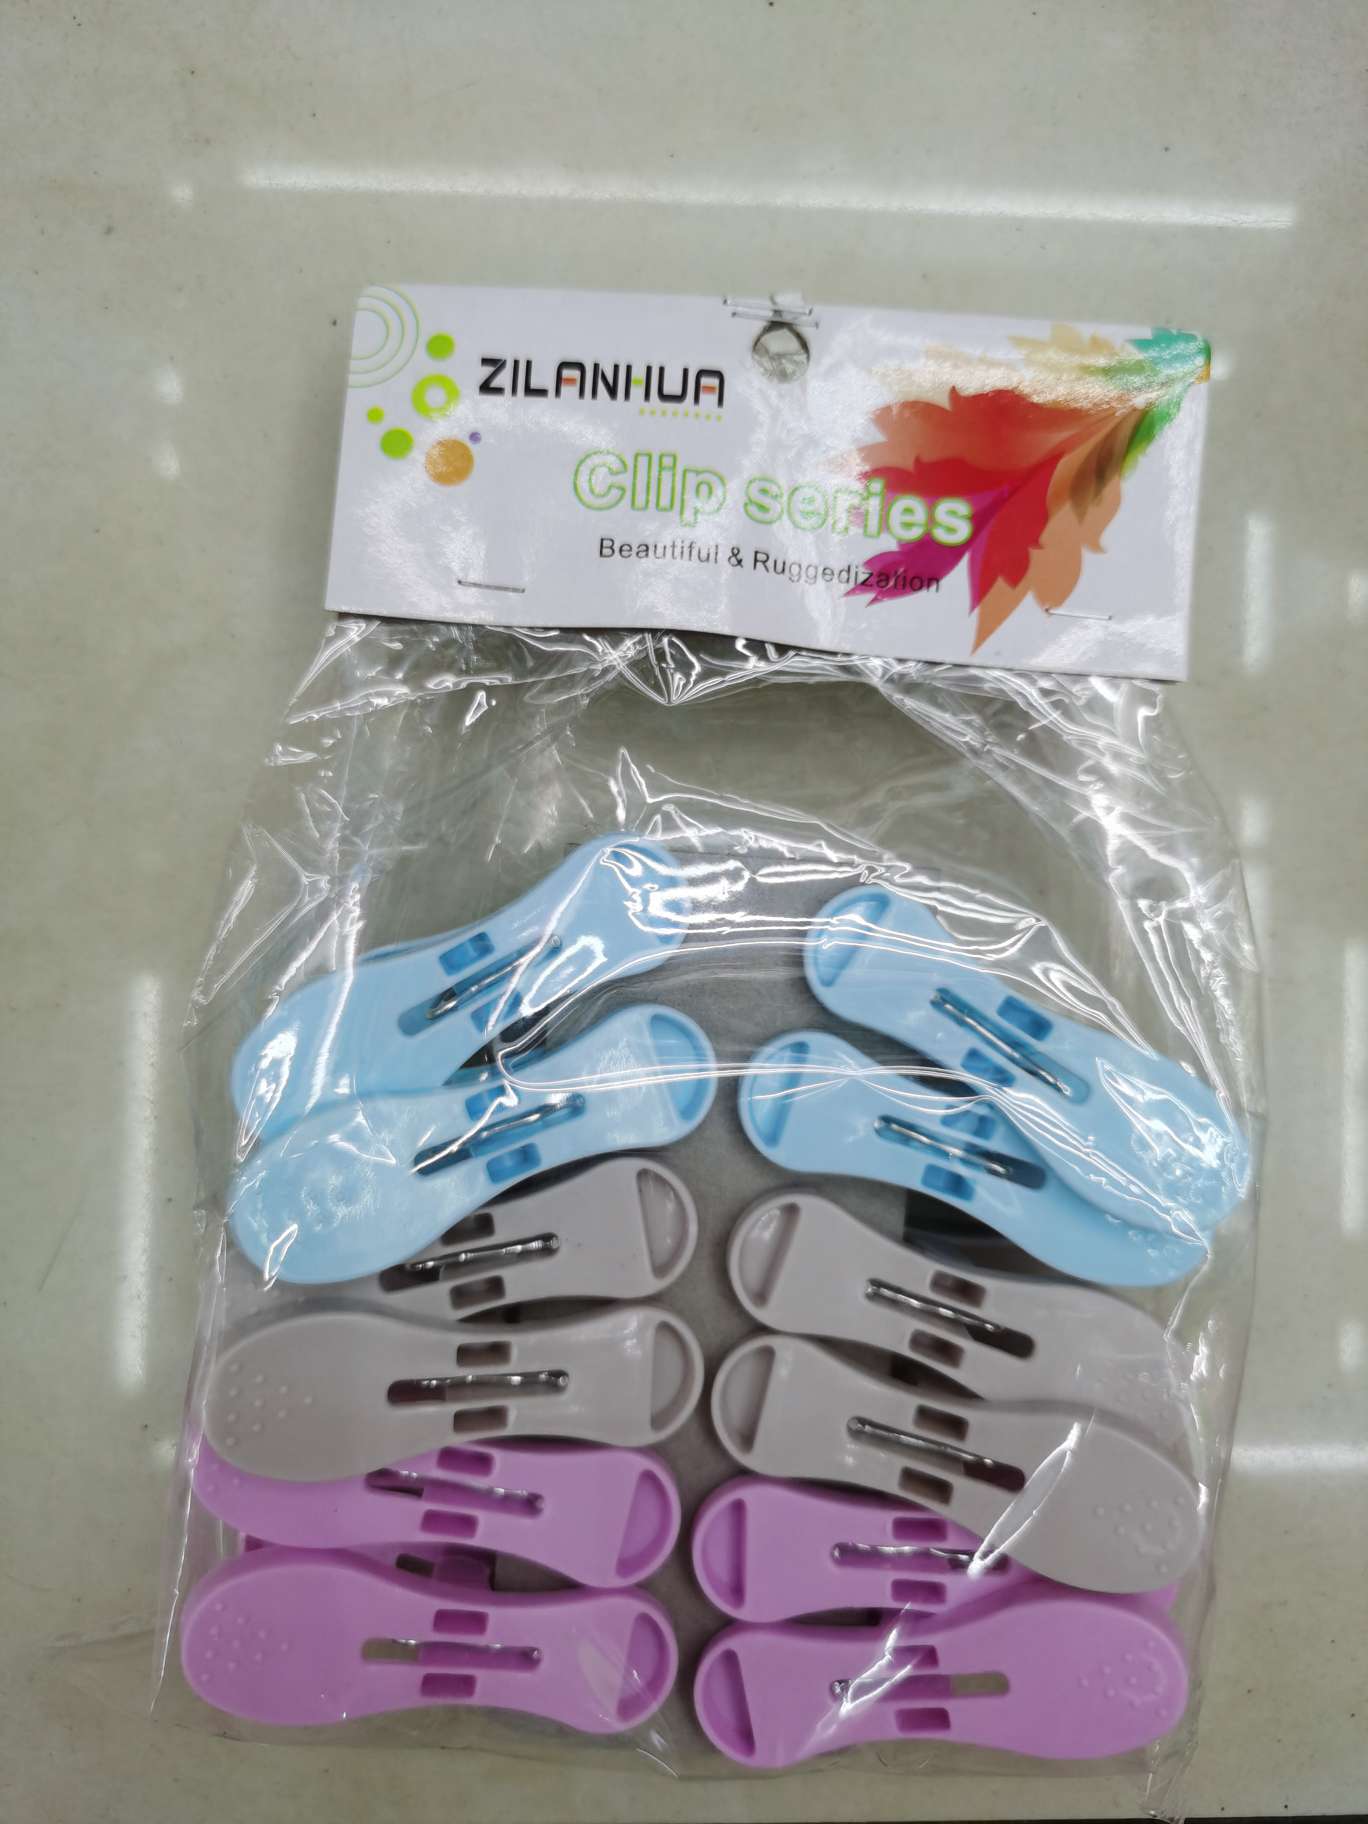 ZILANHUA
Clip series
Beautiful & Ruggedization